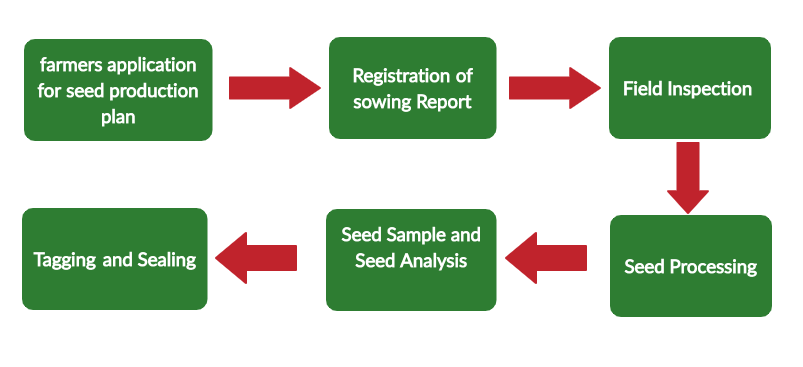 farmers application
for seed production
plan
Registration of
sowing Report
Field Inspection
Seed Processing
Seed Sample and
Seed Analysis
Tagging and Sealing